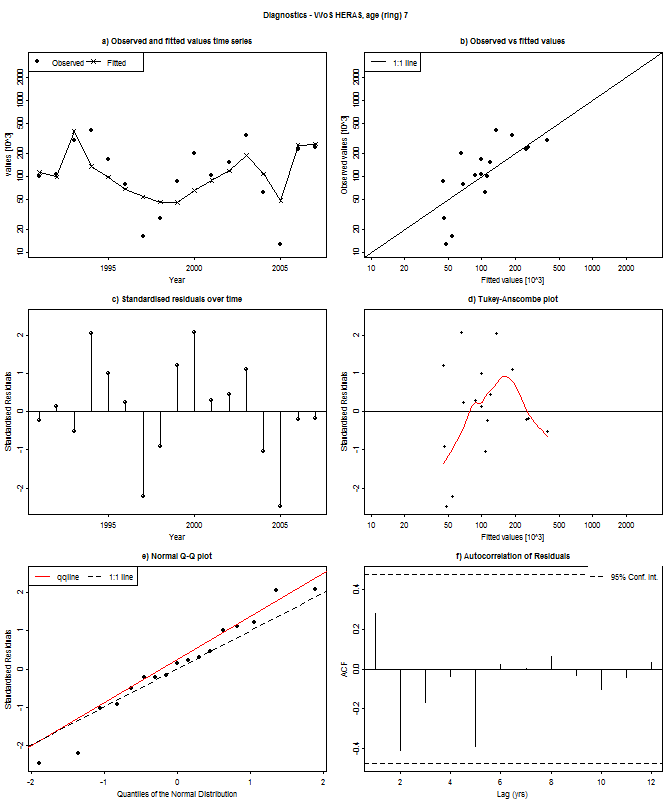 Diagnostics - WoS HERAS, age (ring) 7
a) Observed and fitted values time series
Observed Fitted
values [10^3]
10 20 50 100 200 500 1000 2000
1995 2000 2005
Year
b) Observed vs fitted values
1:1 line
Observed values [10^3]
10 20 50 100 200 500 1000
10 20 50 100 200 500 1000 2000
Fitted values [10^3]
c) Standardised residuals over time
Standardised Residuals
-2 -1 0 1 2
1995 2000 2005
Year
d) Tukey-Anscombe plot
Standardised Residuals
-2 -1 0 1 2
10 20 50 100 200 500 1000 2000
Fitted values [10^3]
e) Normal Q-Q plot
qqline 1:1 line
Standardised Residuals
-2 -1 0 1 2
-2 -1 0 1 2
Quantiles of the Normal Distribution
f) Autocorrelation of Residuals
95% Conf. Int.
ACF
-0.4 -0.2 0.0 0.2 0.4
2 4 6 8 10 12
Lag (yrs)